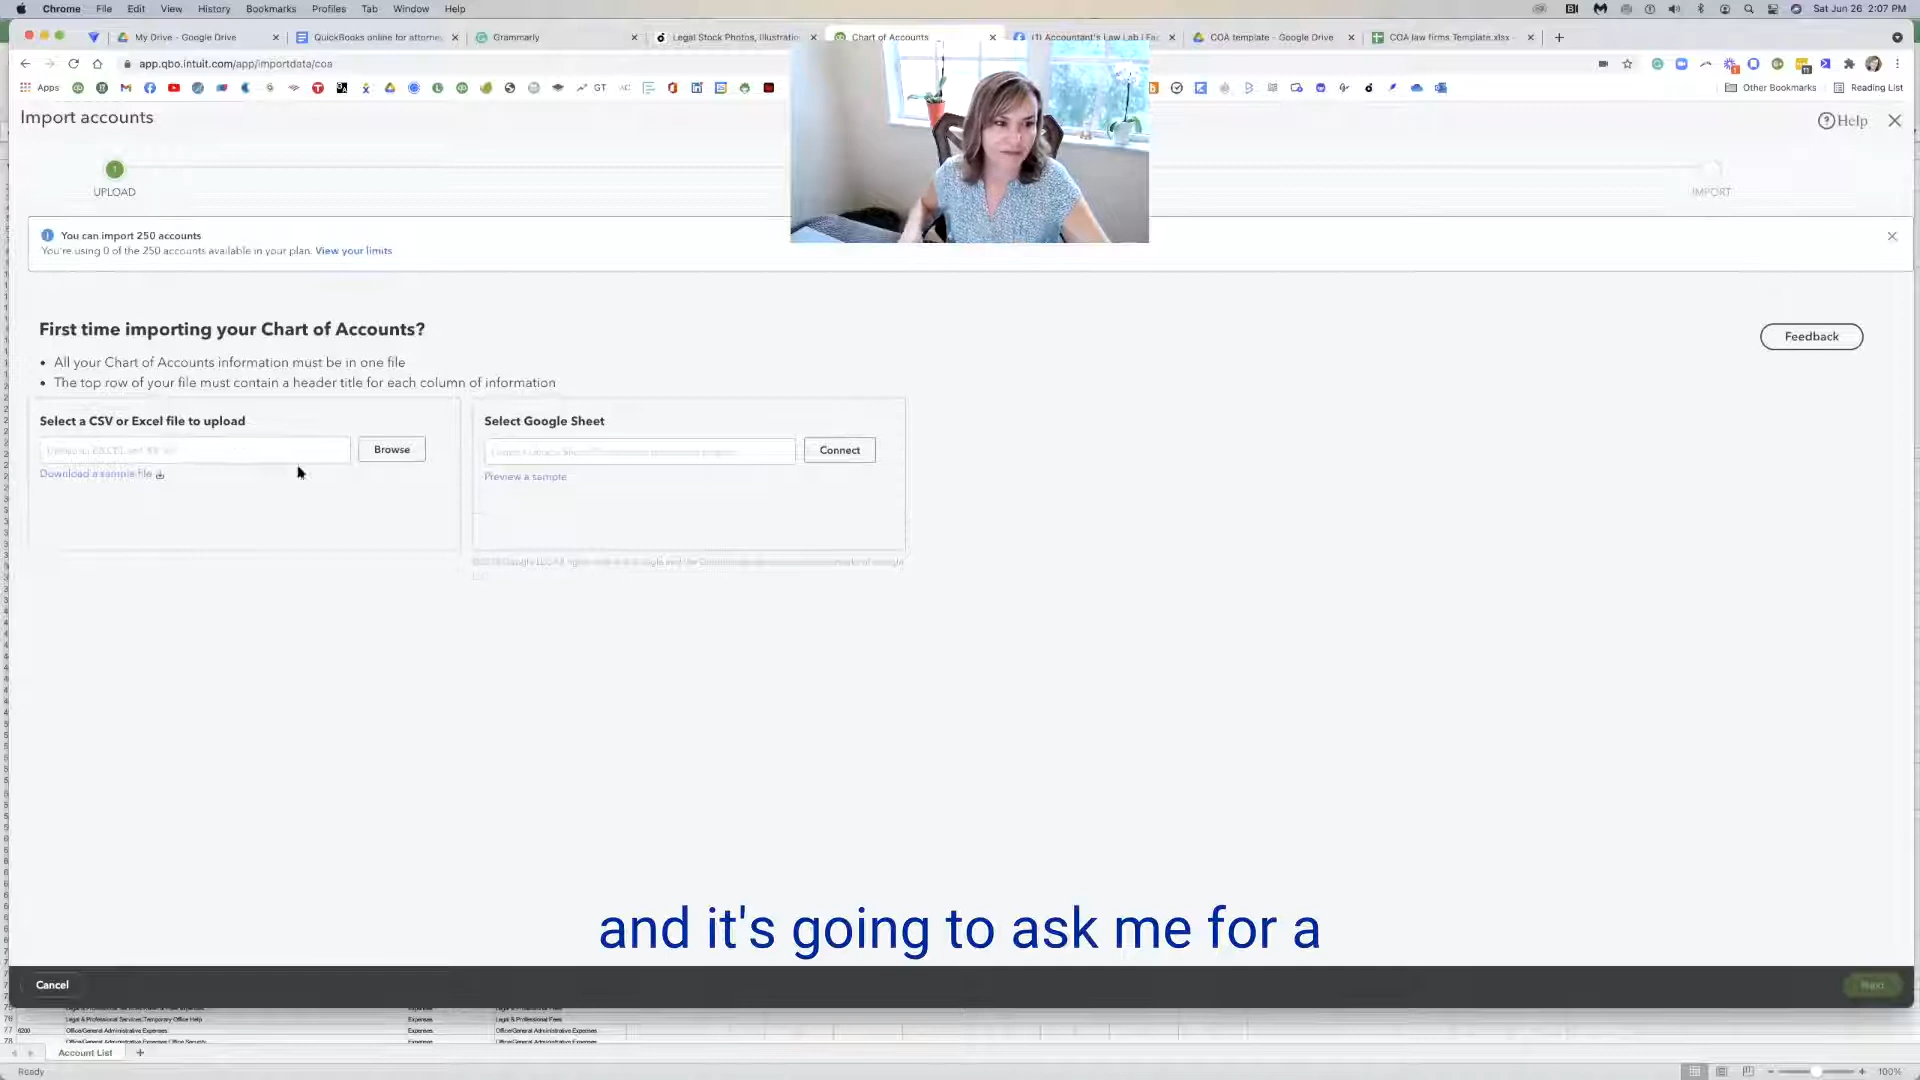 Chrome File Edit View History Bookmarks Profiles Tab Window Help Sat Jun 26 2:07 PM
My Drive - Google Drive QuickBooks online for attorne Grammarly Legal Stock Photos, Illustratio Chart of Accounts (1) Accountant's Law Lab | Fac COA template - Google Drive COA law firms Template.xlsx -
app.qbo.intuit.com/app/importdata/coa
Apps GT Other Bookmarks Reading List
Import accounts
Help
1
UPLOAD
IMPORT
You can import 250 accounts
You're using 0 of the 250 accounts available in your plan. View your limits
First time importing your Chart of Accounts?
Feedback
• All your Chart of Accounts information must be in one file
• The top row of your file must contain a header title for each column of information
Select a CSV or Excel file to upload
Browse
Download a sample file
Select Google Sheet
Connect
Preview a sample
and it's going to ask me for a
Cancel
Next
76 Legal & Professional Services:Temporary Office Help Expenses Legal & Professional Fees
77 6200 Office/General Administrative Expenses Expenses Office/General Administrative Expenses
78 Office/General Administrative Expenses:Office Security Expenses Office/General Administrative Expenses
Account List
Ready
100%